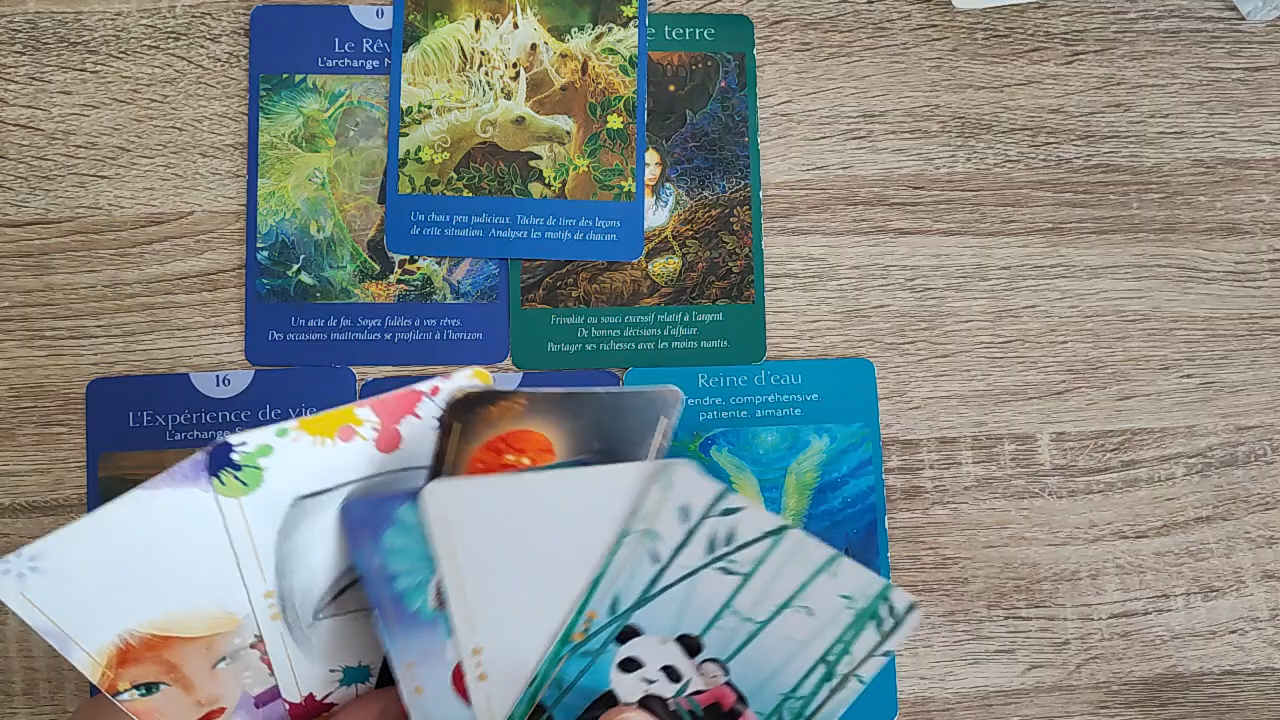 0
Le Rêv
L'archange M
e terre
Un choix peu judicieux. Tâchez de tirer des leçons
de cette situation. Analysez les motifs de chacun.
Un acte de foi. Soyez fidèles à vos rêves.
Des occasions inattendues se profilent à l'horizon
Frivolité ou souci excessif relatif à l'argent.
De bonnes décisions d'affaire.
Partager ses richesses avec les moins nantis.
16
L'Expérience de vie
L'archange S
Reine d'eau
Tendre, compréhensive,
patiente, aimante.